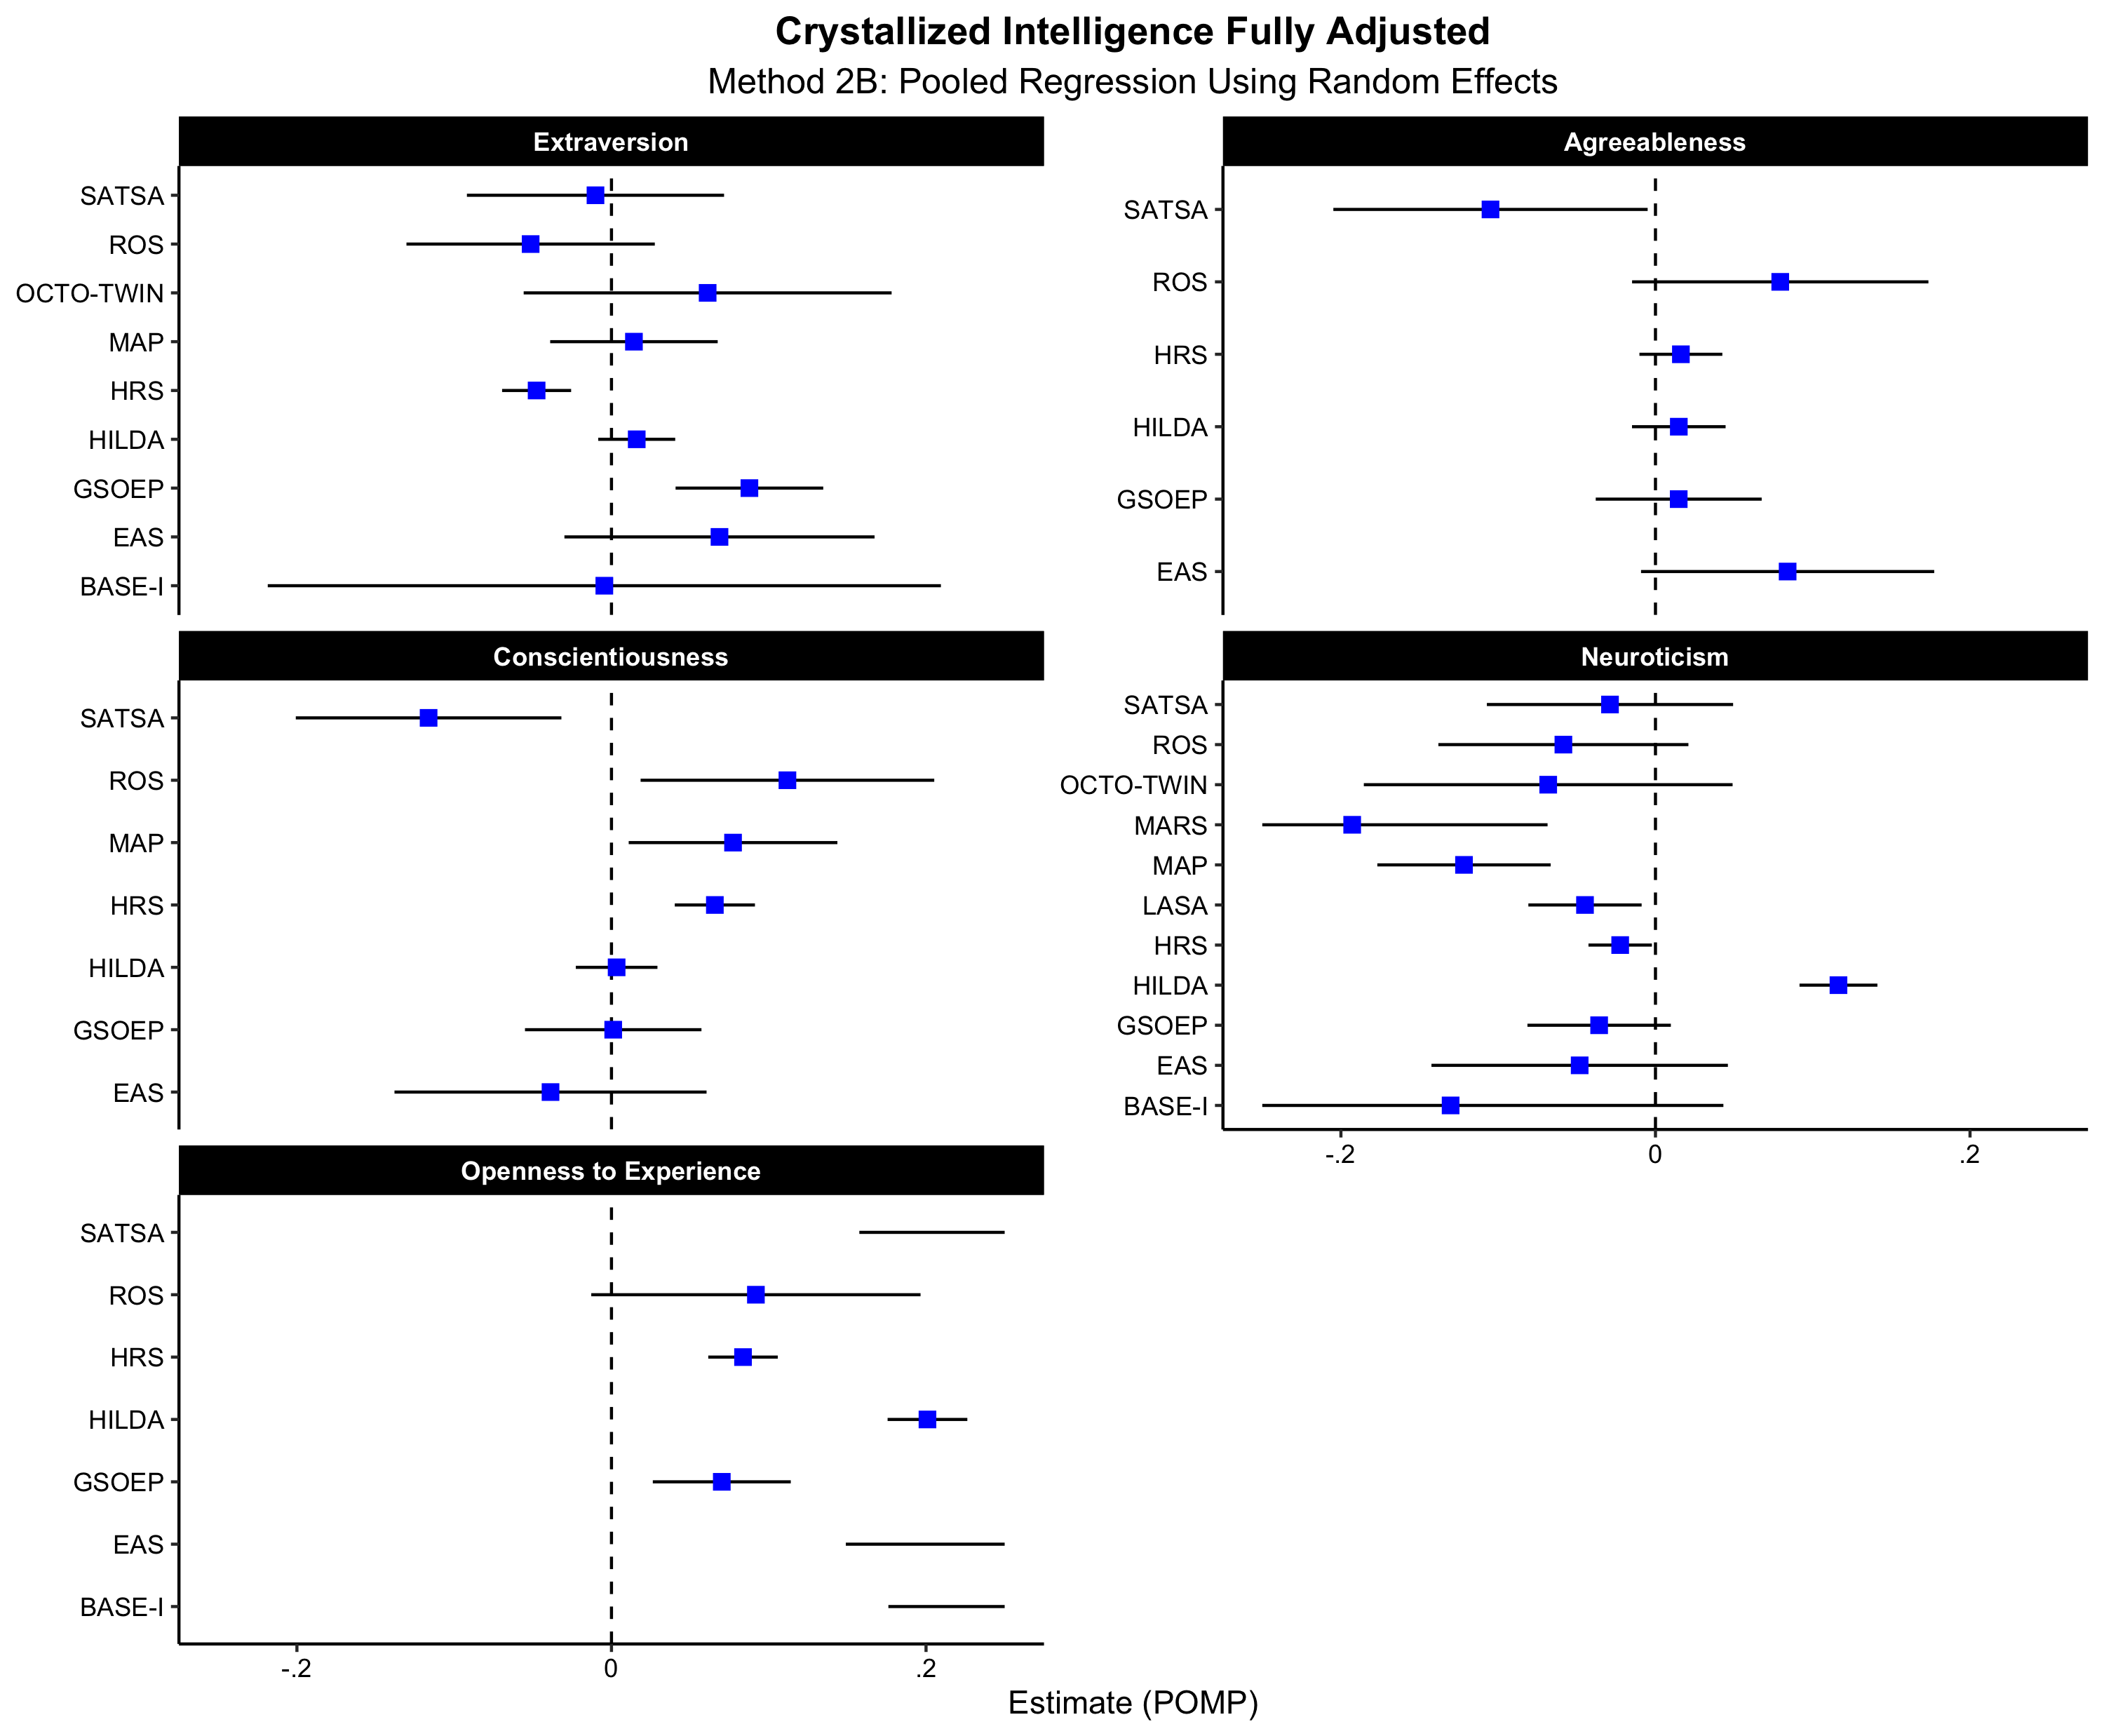 Crystallized Intelligence Fully Adjusted
Method 2B: Pooled Regression Using Random Effects
Extraversion
SATSA
ROS
OCTO-TWIN
MAP
HRS
HILDA
GSOEP
EAS
BASE-I
Agreeableness
SATSA
ROS
HRS
HILDA
GSOEP
EAS
Conscientiousness
SATSA
ROS
MAP
HRS
HILDA
GSOEP
EAS
Neuroticism
SATSA
ROS
OCTO-TWIN
MARS
MAP
LASA
HRS
HILDA
GSOEP
EAS
BASE-I
-.2 0 .2
Openness to Experience
SATSA
ROS
HRS
HILDA
GSOEP
EAS
BASE-I
-.2 0 .2
Estimate (POMP)